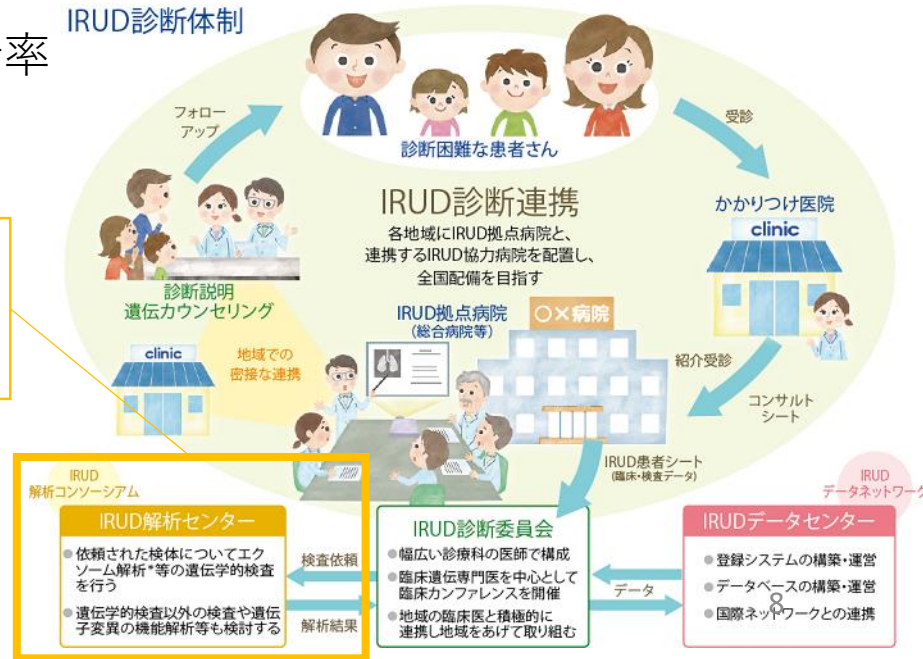 IRUD診断体制
率
フォロー
アップ
受診
診断困難な患者さん
IRUD診断連携
各地域にIRUD拠点病院と、
連携するIRUD協力病院を配置し、
全国配備を目指す
かかりつけ医院
clinic
診断説明
遺伝カウンセリング
IRUD拠点病院
(総合病院等)
〇×病院
clinic
地域での
密接な連携
紹介受診
コンサルト
シート
IRUD患者シート
(臨床・検査データ)
IRUD
解析コンソーシアム
IRUD解析センター
●依頼された検体についてエク
ソーム解析*等の遺伝学的検査
を行う
●遺伝学的検査以外の検査や遺伝
子変異の機能解析等も検討する
検査依頼
解析結果
IRUD診断委員会
●幅広い診療科の医師で構成
●臨床遺伝専門医を中心として
臨床カンファレンスを開催
●地域の臨床医と積極的に
連携し地域をあげて取り組む
データ
IRUD
データネットワーク
IRUDデータセンター
●登録システムの構築・運営
●データベースの構築・運営
●国際ネットワークとの連携
8